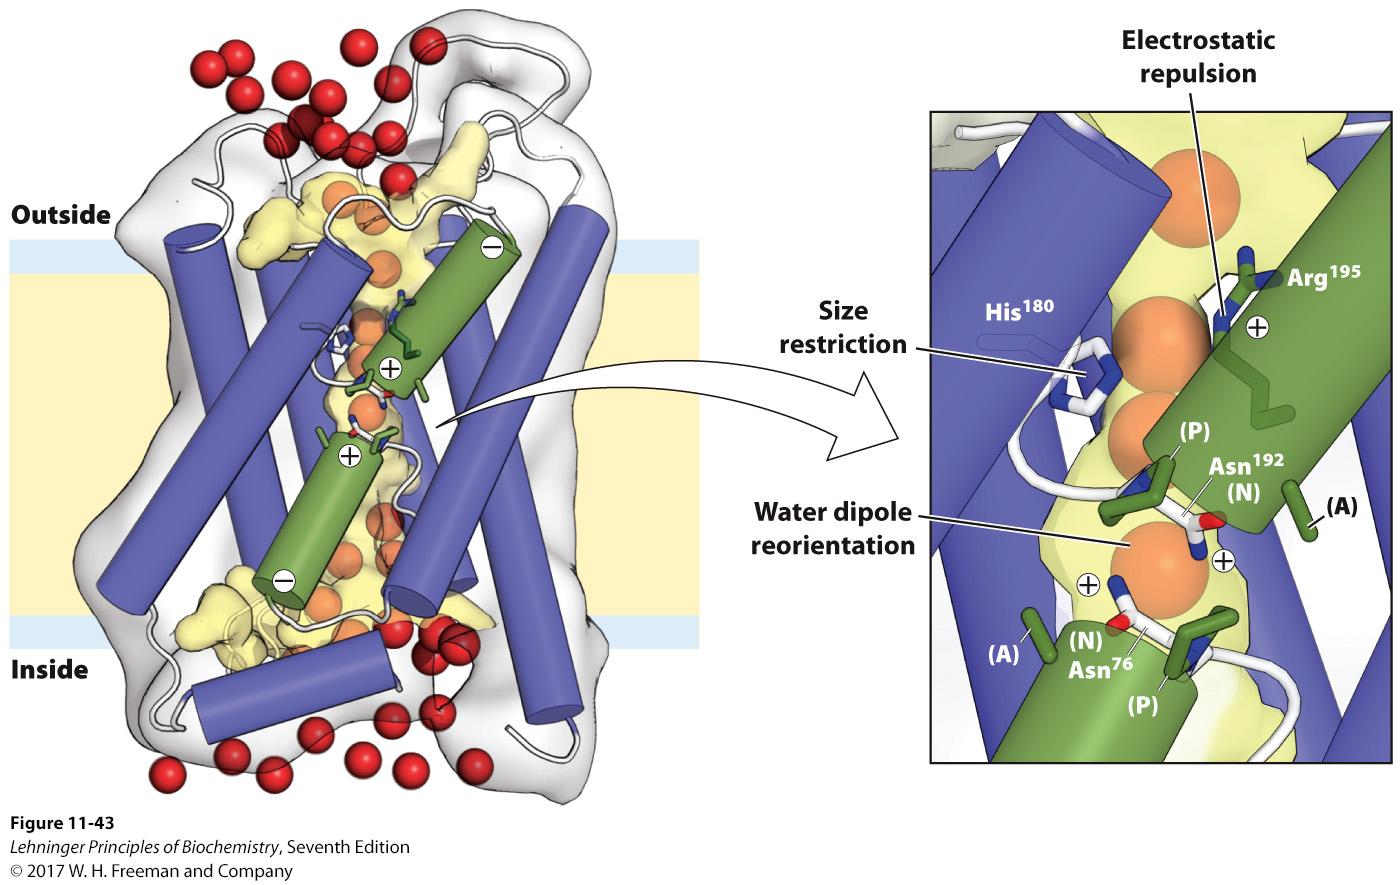 Electrostatic
repulsion
Outside
−
+
+
−
Inside
Size
restriction
Water dipole
reorientation
His180
Arg195
+
(P)
Asn192
(N)
(A)
+
+
(A)
(N)
Asn76
(P)
Figure 11-43
Lehninger Principles of Biochemistry, Seventh Edition
© 2017 W. H. Freeman and Company